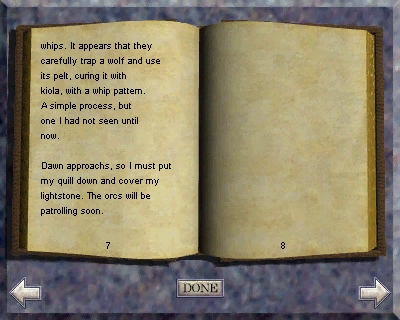 whips. It appears that they
carefully trap a wolf and use
its pelt, curing it with
kiola, with a whip pattern.
A simple process, but
one I had not seen until
now.

Dawn approachs, so I must put
my quill down and cover my
lightstone. The orcs will be
patrolling soon.
7
8
DONE